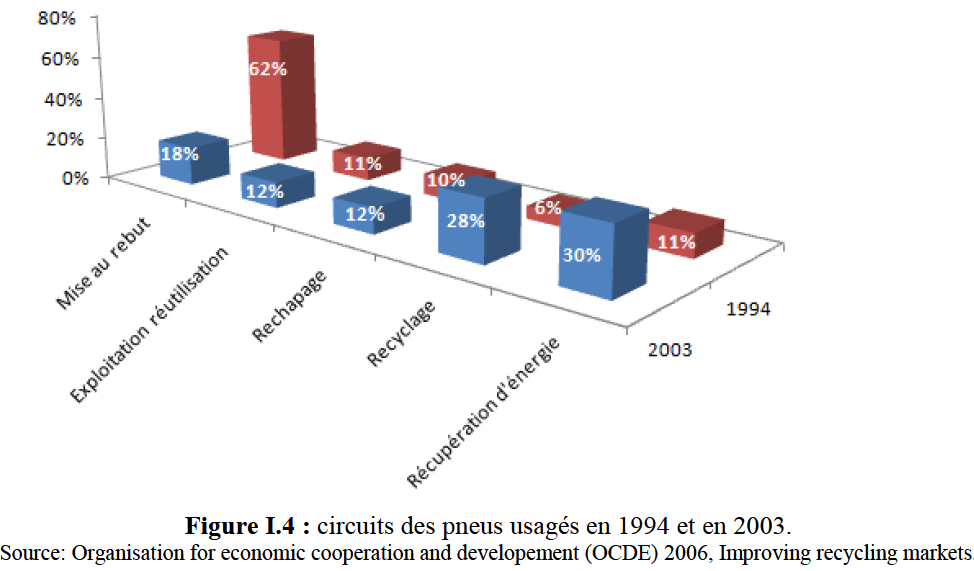 80%
60%
40%
20%
0%
62%
11%
10%
6%
11%
18%
12%
12%
28%
30%
Mise au rebut
Exploitation réutilisation
Rechapage
Recyclage
Récupération d'énergie
1994
2003
Figure I.4 : circuits des pneus usagés en 1994 et en 2003.
Source: Organisation for economic cooperation and developement (OCDE) 2006, Improving recycling markets